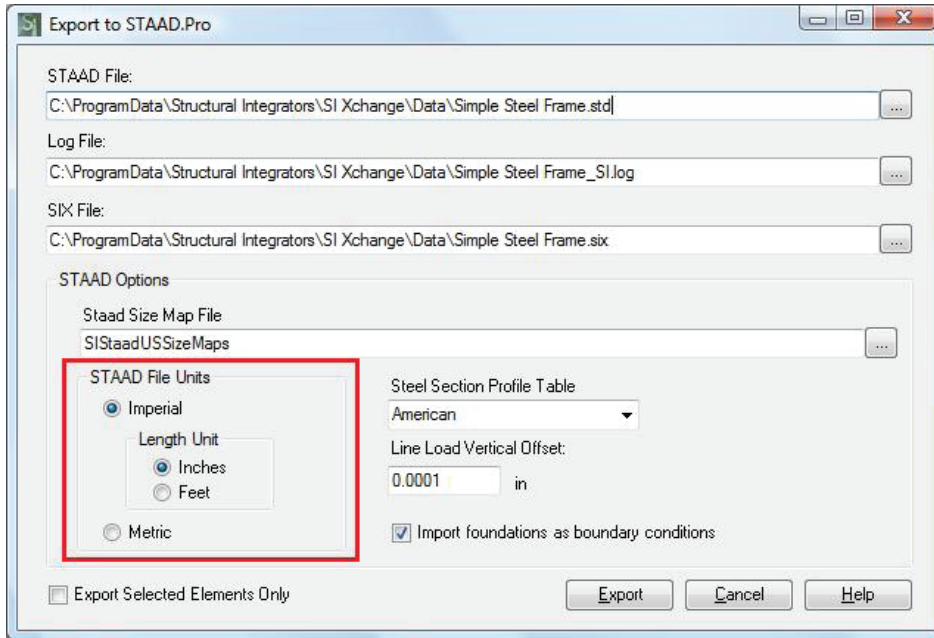 SI Export to STAAD.Pro
STAAD File:
C:\ProgramData\Structural Integrators\SI Xchange\Data\Simple Steel Frame.std
...
Log File:
C:\ProgramData\Structural Integrators\SI Xchange\Data\Simple Steel Frame_SI.log
...
SIX File:
C:\ProgramData\Structural Integrators\SI Xchange\Data\Simple Steel Frame.six
...
STAAD Options
Staad Size Map File
SIStaadUSSizeMaps
...
STAAD File Units
Imperial
Length Unit
Inches
Feet
Metric
Steel Section Profile Table
American
Line Load Vertical Offset:
0.0001 in
Import foundations as boundary conditions
Export Selected Elements Only
Export Cancel Help